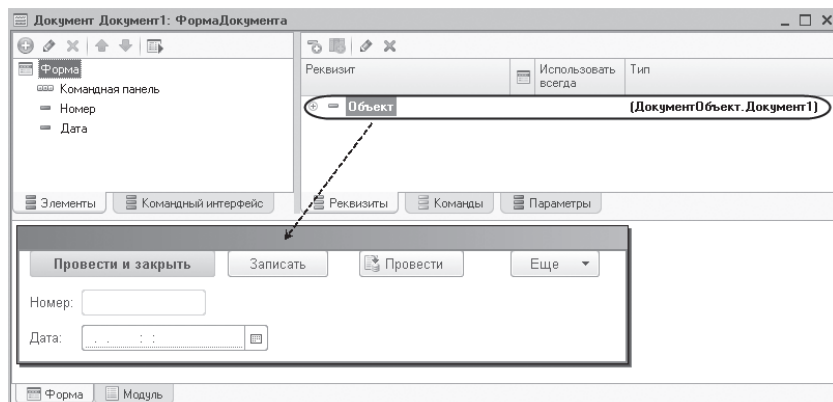 Документ Документ1: ФормаДокумента
Форма
Командная панель
Номер
Дата
Элементы
Командный интерфейс
Реквизит
Использовать всегда
Тип
Объект
(ДокументОбъект.Документ1)
Реквизиты
Команды
Параметры
Провести и закрыть
Записать
Провести
Еще
Номер:
Дата:
. . : :
Форма
Модуль